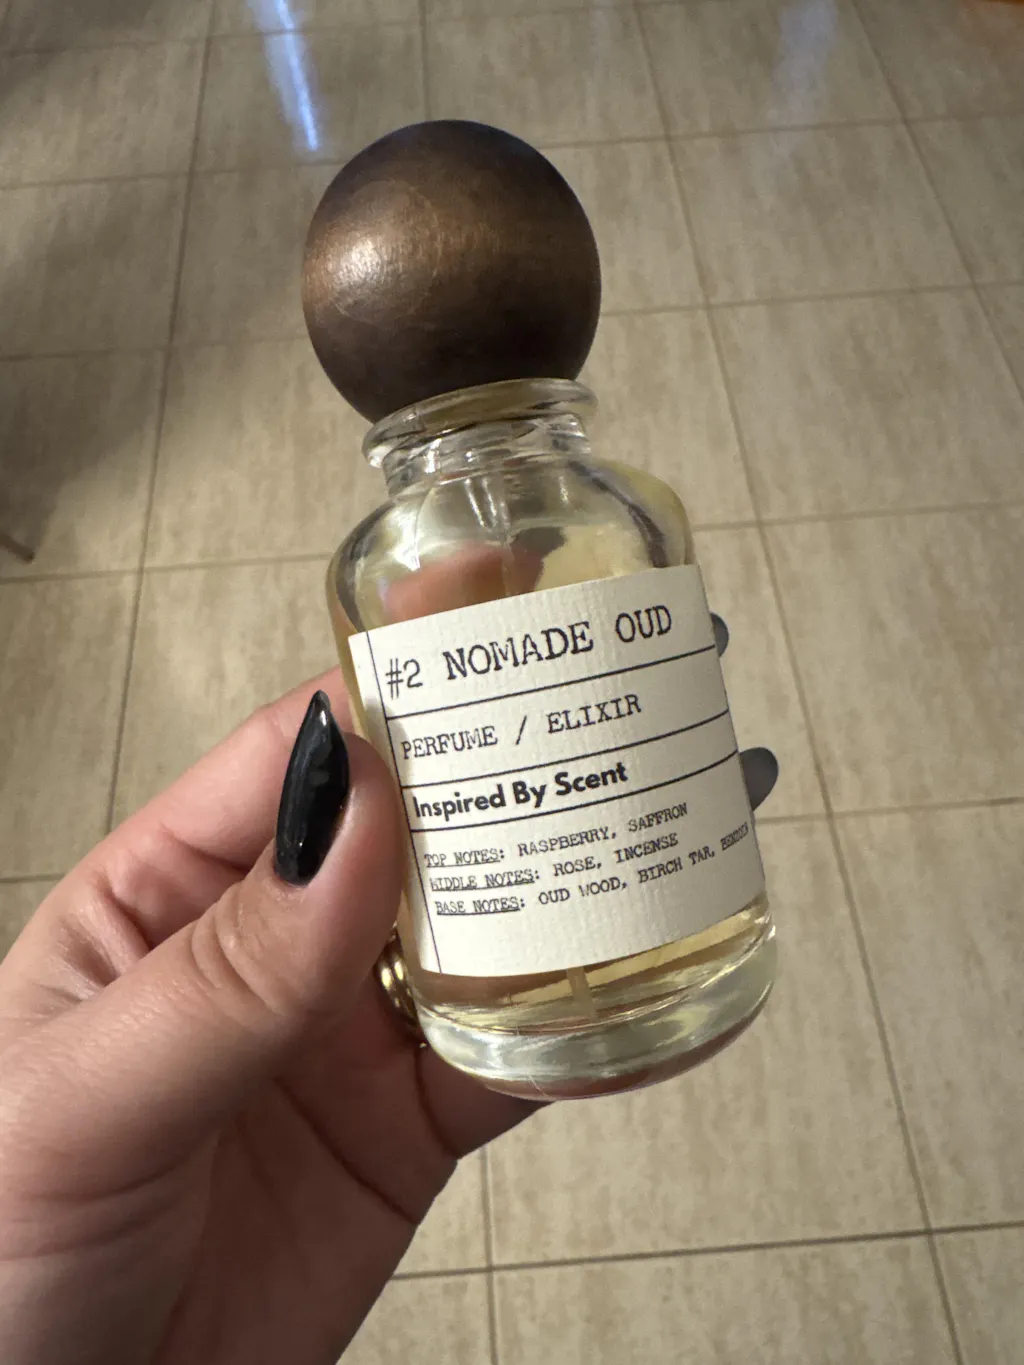 #2 NOMADE OUD
PERFUME / ELIXIR
Inspired By Scent
TOP NOTES: RASPBERRY, SAFFRON
MIDDLE NOTES: ROSE, INCENSE
BASE NOTES: OUD WOOD, BIRCH TAR, BENZOIN